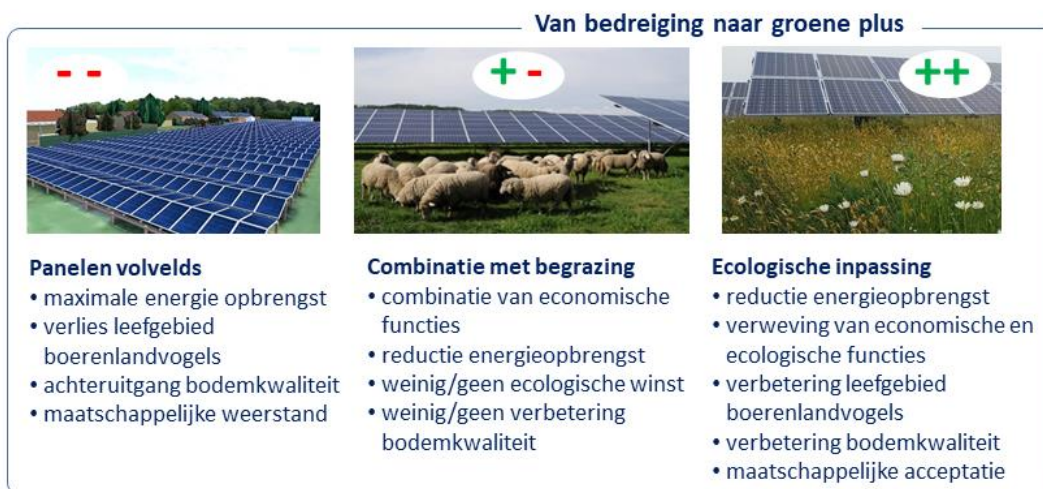 Van bedreiging naar groene plus
- -
+ -
++
Panelen volvelds
• maximale energie opbrengst
• verlies leefgebied
boerenlandvogels
• achteruitgang bodemkwaliteit
• maatschappelijke weerstand
Combinatie met begrazing
• combinatie van economische
functies
• reductie energieopbrengst
• weinig/geen ecologische winst
• weinig/geen verbetering
bodemkwaliteit
Ecologische inpassing
• reductie energieopbrengst
• verweving van economische en
ecologische functies
• verbetering leefgebied
boerenlandvogels
• verbetering bodemkwaliteit
• maatschappelijke acceptatie